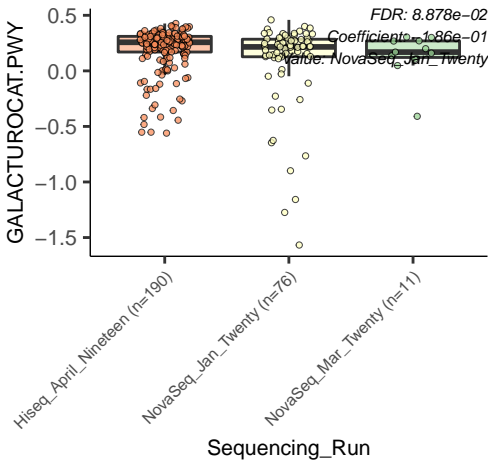 FDR: 8.878e-02
Coefficient: -1.86e-01
Value: NovaSeq_Jan_Twenty
GALACTUROCAT.PWY
0.5
0.0
−0.5
−1.0
−1.5
Hiseq_April_Nineteen (n=190)
NovaSeq_Jan_Twenty (n=76)
NovaSeq_Mar_Twenty (n=11)
Sequencing_Run